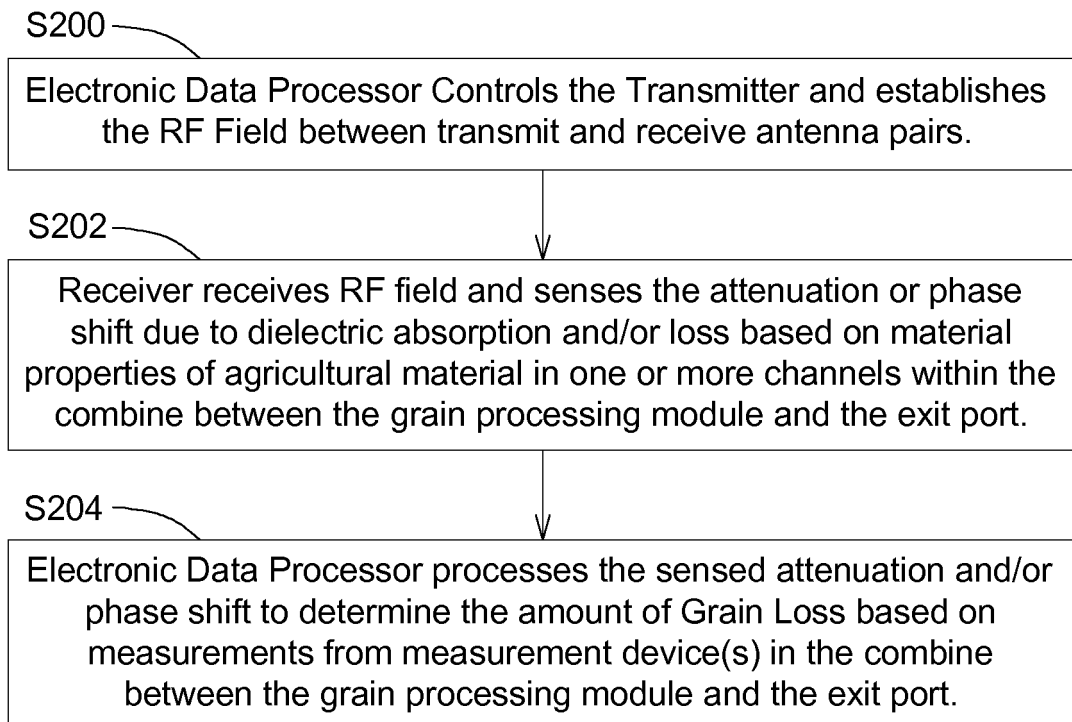 S200
Electronic Data Processor Controls the Transmitter and establishes
the RF Field between transmit and receive antenna pairs.
S202
Receiver receives RF field and senses the attenuation or phase
shift due to dielectric absorption and/or loss based on material
properties of agricultural material in one or more channels within the
combine between the grain processing module and the exit port.
S204
Electronic Data Processor processes the sensed attenuation and/or
phase shift to determine the amount of Grain Loss based on
measurements from measurement device(s) in the combine
between the grain processing module and the exit port.